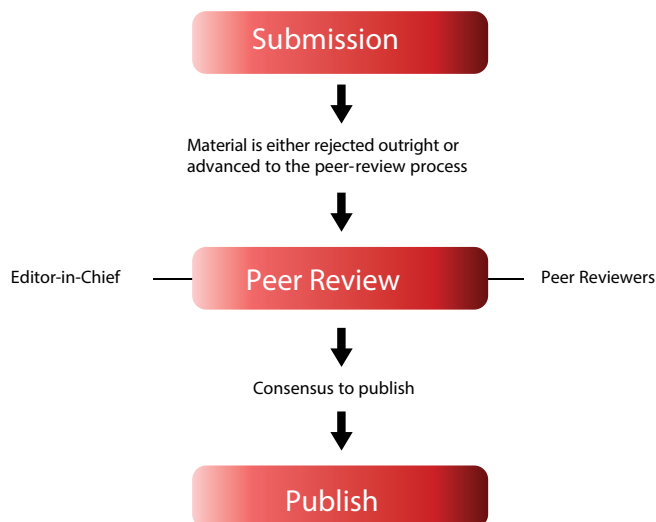 Submission
Material is either rejected outright or
advanced to the peer-review process
Editor-in-Chief
Peer Review
Peer Reviewers
Consensus to publish
Publish